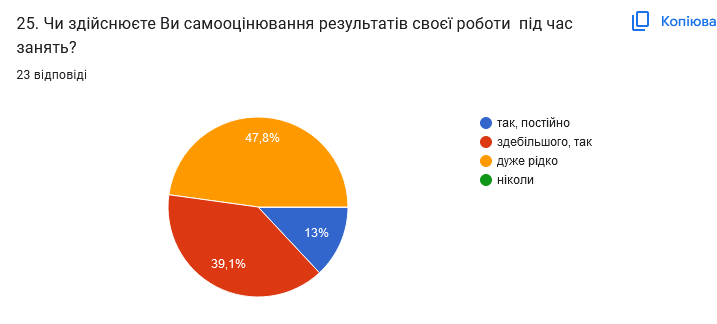 25. Чи здійснюєте Ви самооцінювання результатів своєї роботи  під час
занять?
Копіюва
23 відповіді
47,8%
13%
39,1%
так, постійно
здебільшого, так
дуже рідко
ніколи